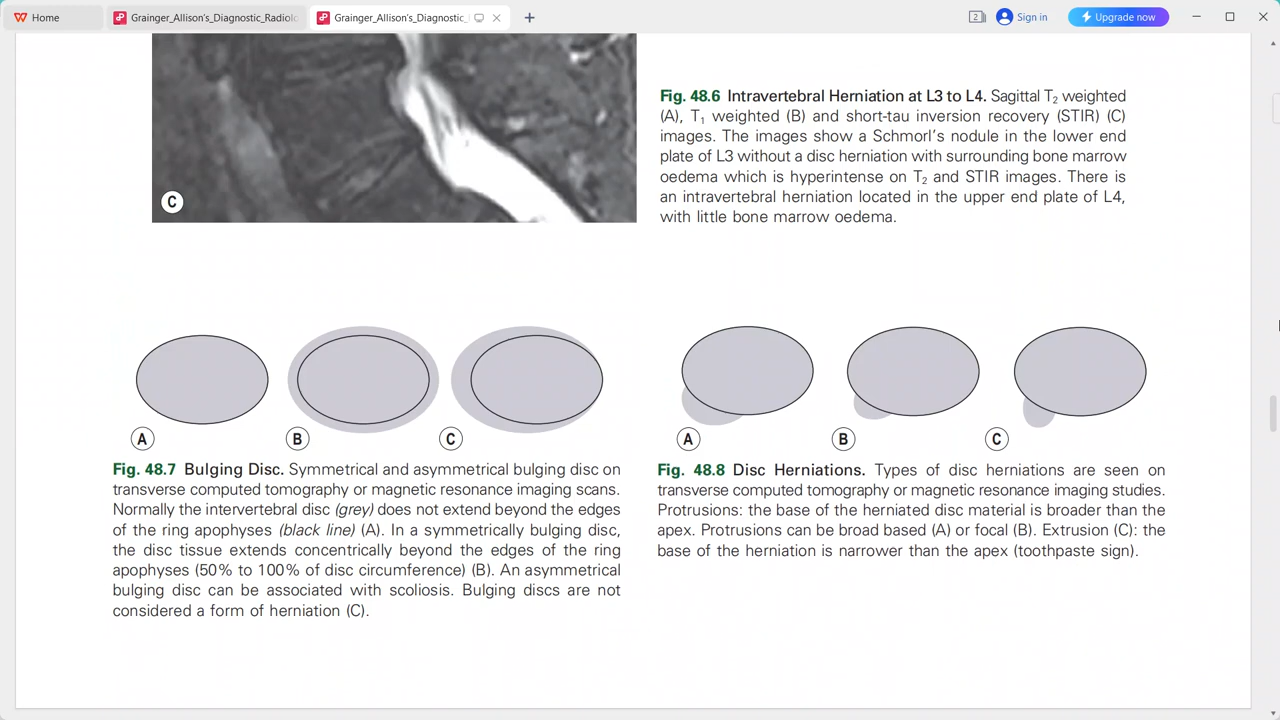 Home
Grainger_Allison's_Diagnostic_Radiolo
Grainger_Allison's_Diagnostic_
2
Sign in
Upgrade now
C
Fig. 48.6 Intravertebral Herniation at L3 to L4. Sagittal T₂ weighted
(A), T₁ weighted (B) and short-tau inversion recovery (STIR) (C)
images. The images show a Schmorl's nodule in the lower end
plate of L3 without a disc herniation with surrounding bone marrow
oedema which is hyperintense on T₂ and STIR images. There is
an intravertebral herniation located in the upper end plate of L4,
with little bone marrow oedema.
A
B
C
Fig. 48.7 Bulging Disc. Symmetrical and asymmetrical bulging disc on
transverse computed tomography or magnetic resonance imaging scans.
Normally the intervertebral disc (grey) does not extend beyond the edges
of the ring apophyses (black line) (A). In a symmetrically bulging disc,
the disc tissue extends concentrically beyond the edges of the ring
apophyses (50% to 100% of disc circumference) (B). An asymmetrical
bulging disc can be associated with scoliosis. Bulging discs are not
considered a form of herniation (C).
A
B
C
Fig. 48.8 Disc Herniations. Types of disc herniations are seen on
transverse computed tomography or magnetic resonance imaging studies.
Protrusions: the base of the herniated disc material is broader than the
apex. Protrusions can be broad based (A) or focal (B). Extrusion (C): the
base of the herniation is narrower than the apex (toothpaste sign).